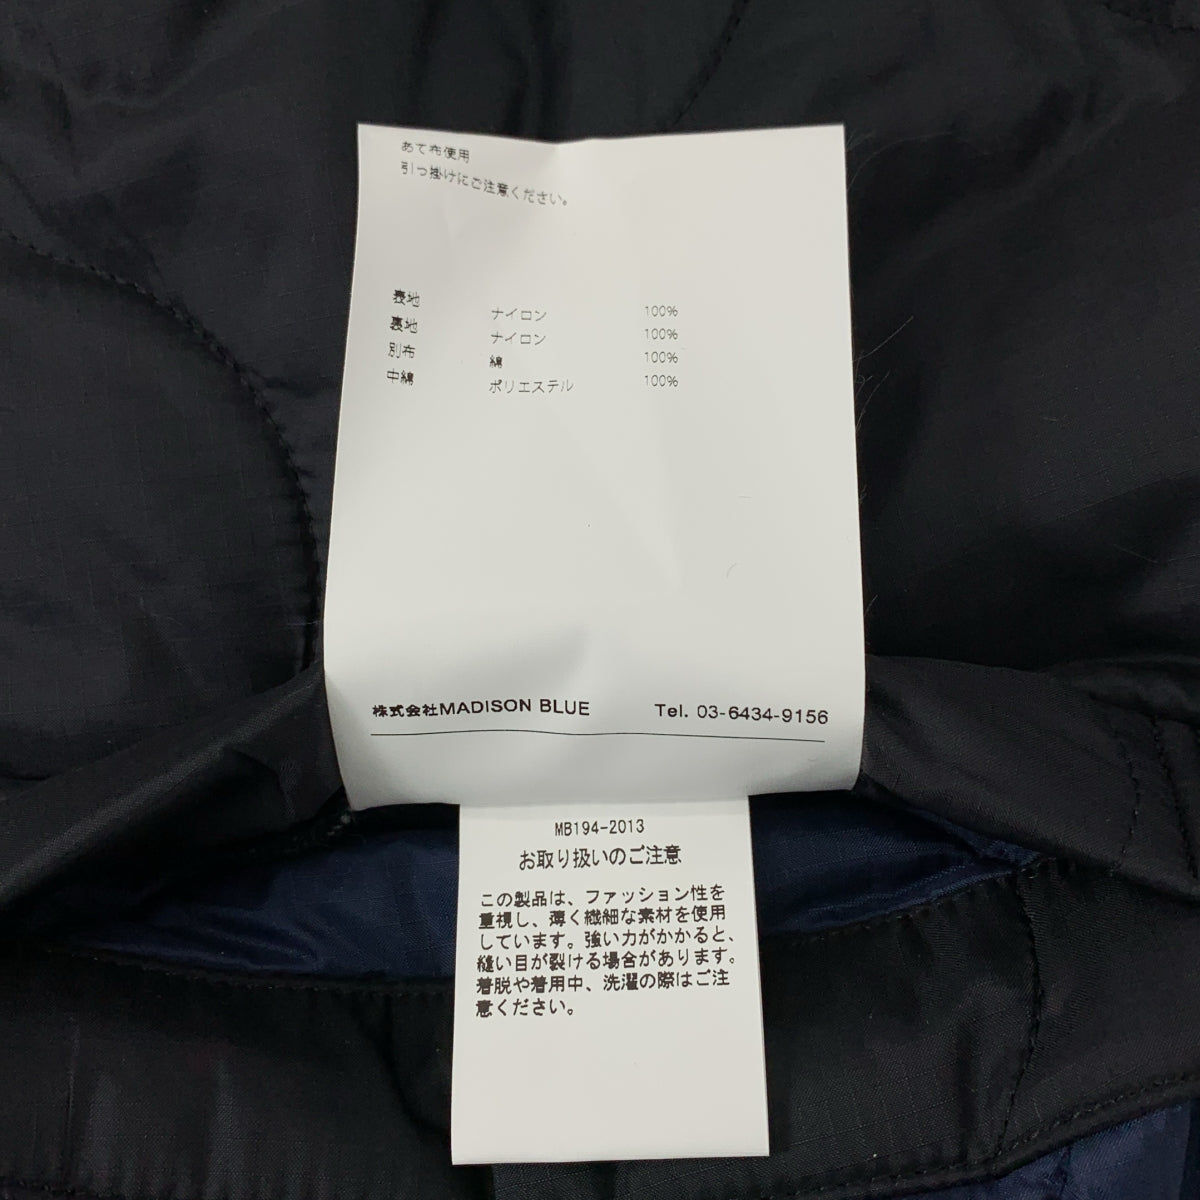 あて布使用
引っ掛けにご注意ください。
表地 ナイロン 100%
裏地 ナイロン 100%
別布 綿 100%
中綿 ポリエステル 100%
株式会社MADISON BLUE Tel. 03-6434-9156
MB194-2013
お取り扱いのご注意
この製品は、ファッション性を
重視し、薄く繊細な素材を使用
しています。強い力がかかると、
縫い目が裂ける場合があります。
着脱や着用中、洗濯の際はご注
意ください。